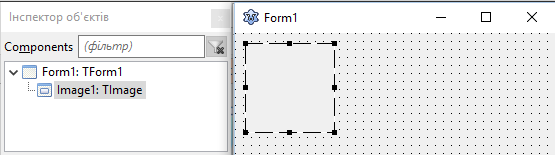 Інспектор об'єктів
Components (фільтр)
Form1: TForm1
Image1: TImage
Form1